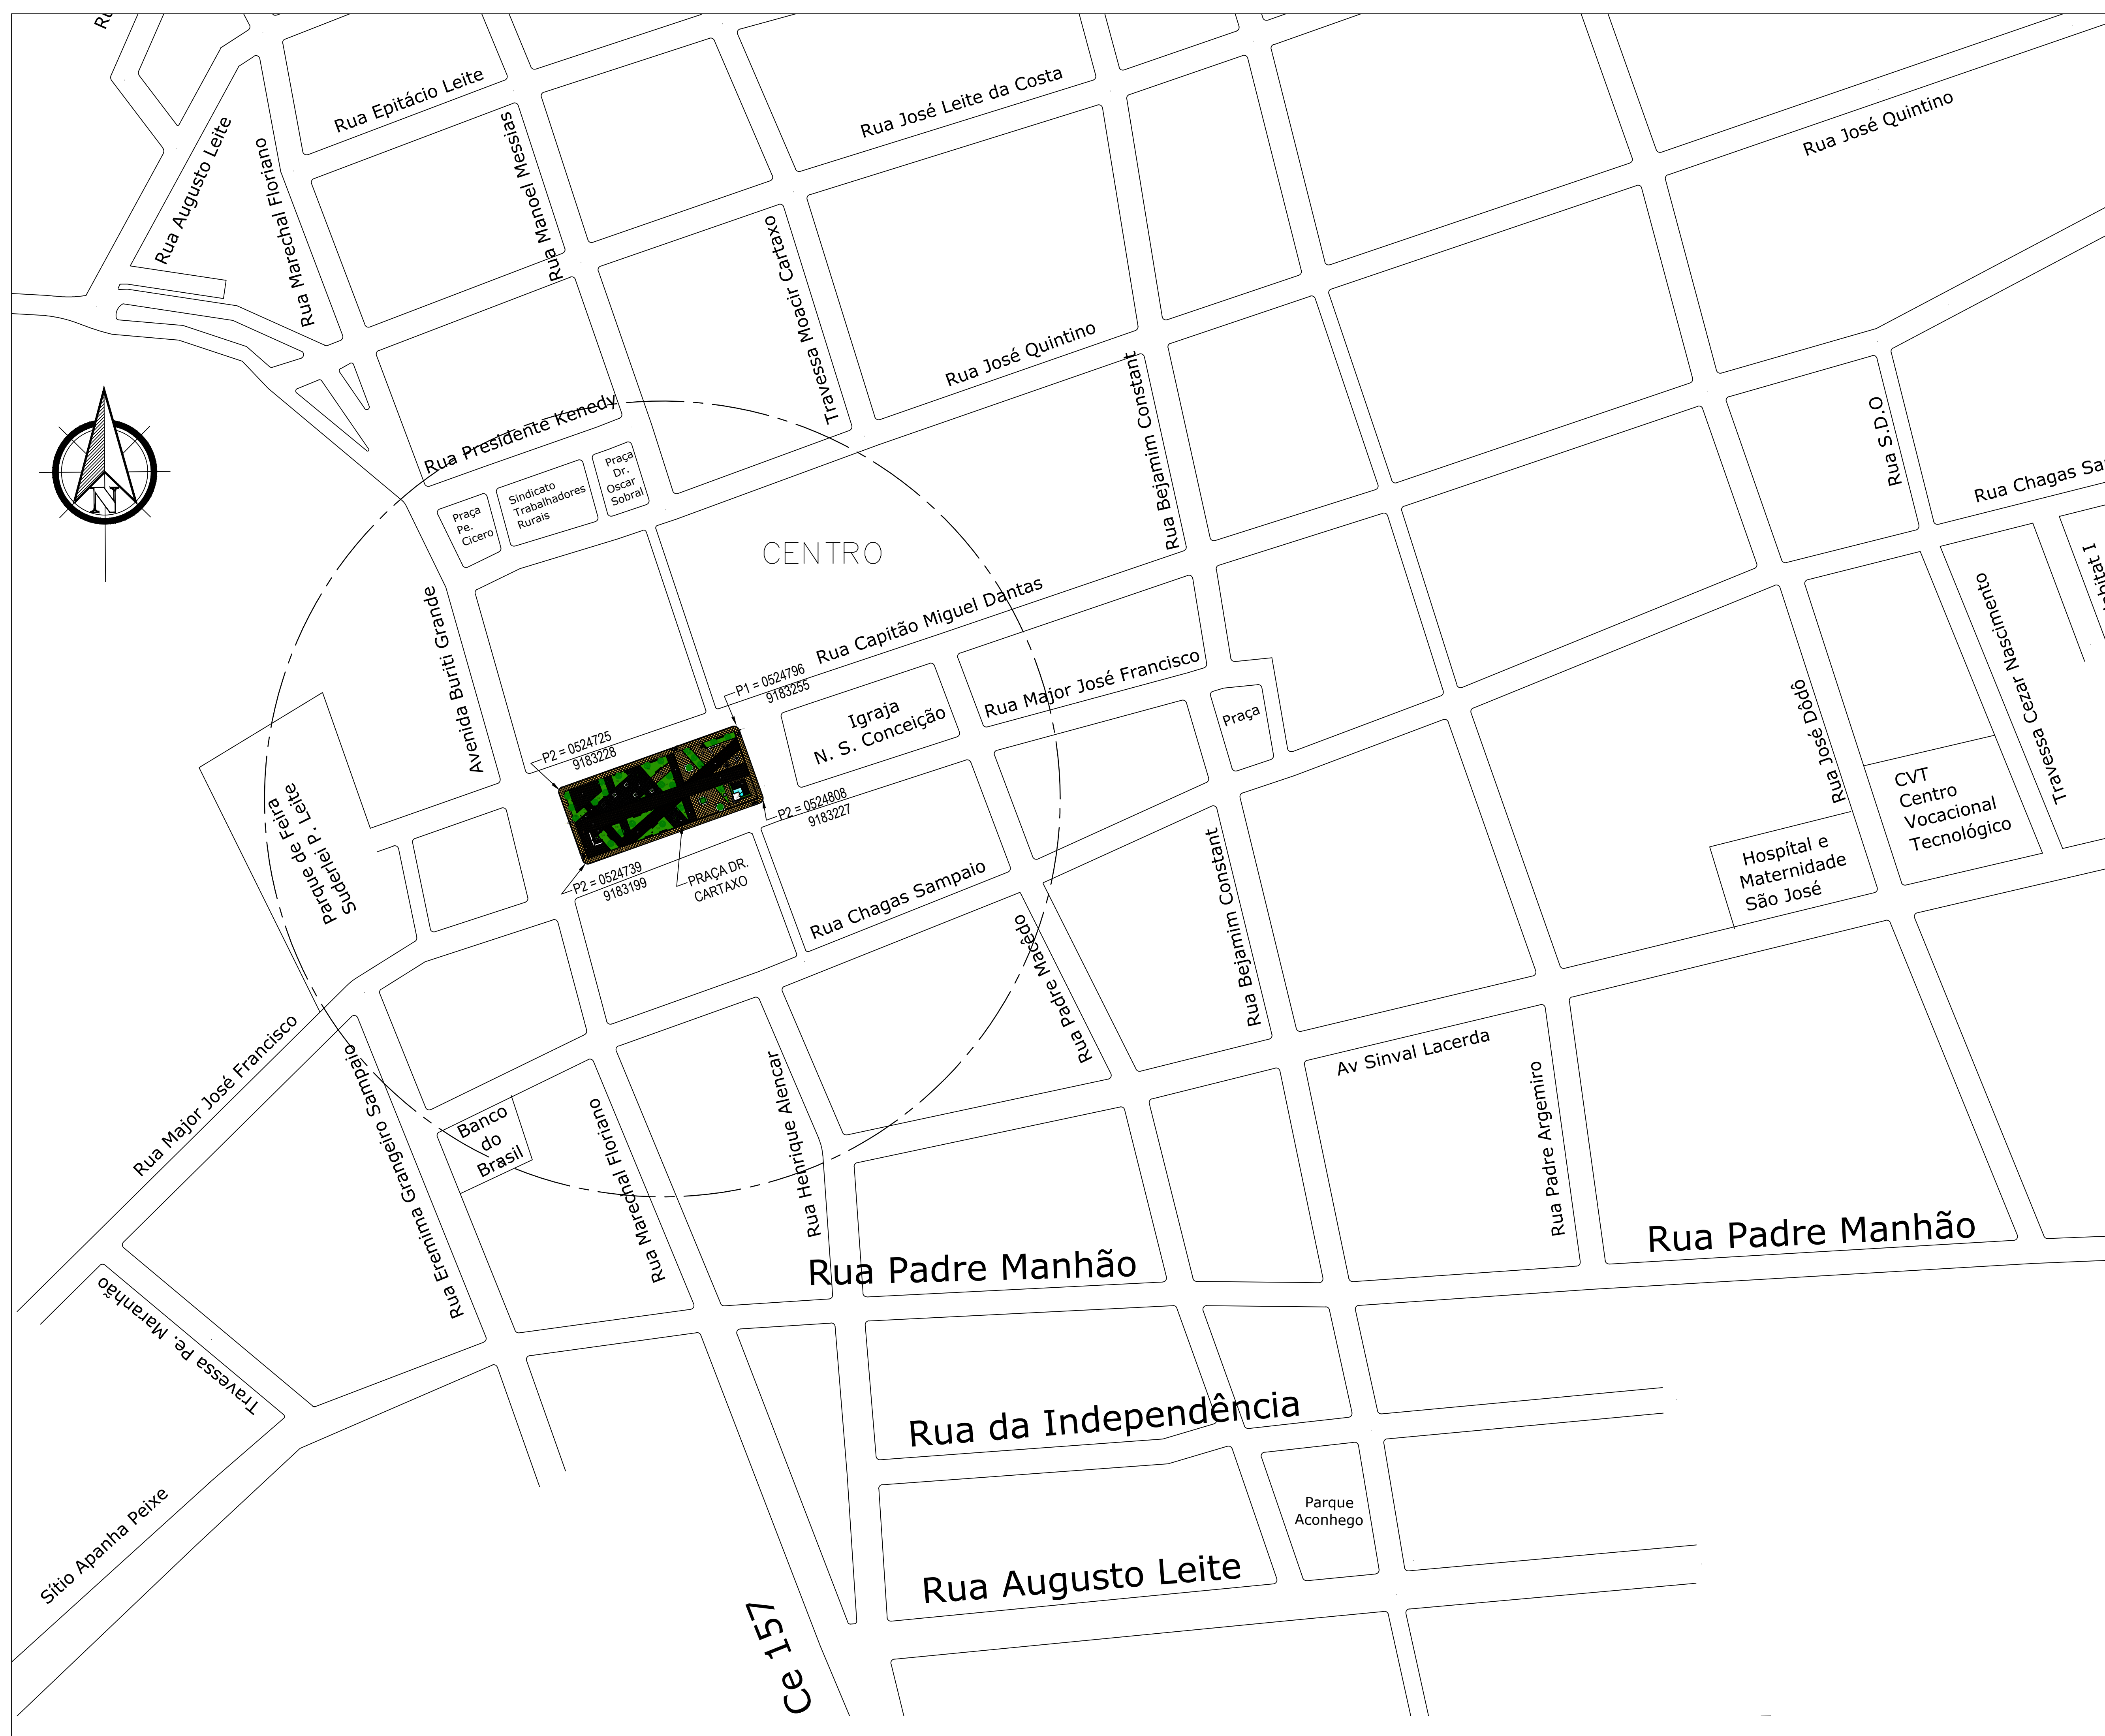 Rua Epitácio Leite
Rua José Leite da Costa
Rua José Quintino
Rua Augusto Leite
Rua Marechal Floriano
Rua Manoel Messias
Travessa Moacir Cartaxo
Rua José Quintino
Rua Bejamim Constant
Rua S.D.O
Rua Chagas Sa
Rua Presidente Kenedy
Praça
Pe.
Cicero
Sindicato
Trabalhadores
Rurais
Praça
Dr.
Oscar
Sobral
N
CENTRO
Avenida Buriti Grande
Rua Capitão Miguel Dantas
P1 = 0524796
9183255
Igraja
N. S. Conceição
Rua Major José Francisco
Praça
Rua José Dôdô
Travessa Cezar Nascimento
P2 = 0524725
9183228
P2 = 0524808
9183227
P2 = 0524739
9183199
PRAÇA DR.
CARTAXO
Parque de Feira
Suderlei P. Leite
CVT
Centro
Vocacional
Tecnológico
Hospítal e
Maternidade
São José
Rua Chagas Sampaio
Rua Padre Macêdo
Rua Bejamim Constant
Av Sinval Lacerda
Rua Padre Argemiro
Rua Major José Francisco
Rua Eremima Grangeiro Sampaio
Banco
do
Brasil
Rua Marechal Floriano
Rua Henrique Alencar
Rua Padre Manhão
Rua Padre Manhão
Travessa Pe. Maranhão
Rua da Independência
Sítio Apanha Peixe
Parque
Aconhego
Rua Augusto Leite
Ce 157